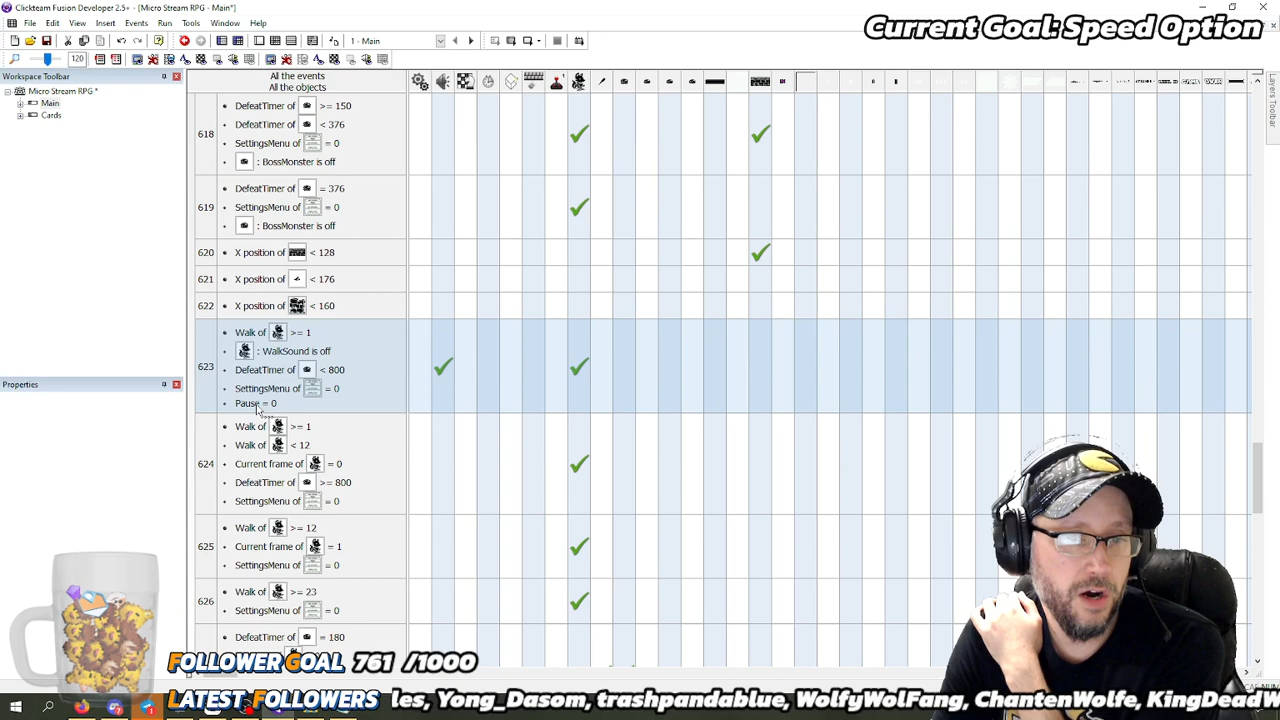 Clickteam Fusion Developer 2.5+ - [Micro Stream RPG - Main*]
Current Goal: Speed Option
File Edit View Insert Events Run Tools Window Help
1 - Main
120
Workspace Toolbar
Micro Stream RPG *
Main
Cards
Properties
Layers Toolbar
All the events
All the objects
618
DefeatTimer of >= 150
DefeatTimer of < 376
SettingsMenu of = 0
: BossMonster is off
619
DefeatTimer of = 376
SettingsMenu of = 0
: BossMonster is off
620
X position of < 128
621
X position of < 176
622
X position of < 160
623
Walk of >= 1
: WalkSound is off
DefeatTimer of < 800
SettingsMenu of = 0
Pause = 0
624
Walk of >= 1
Walk of < 12
Current frame of = 0
DefeatTimer of >= 800
SettingsMenu of = 0
625
Walk of >= 12
Current frame of = 1
SettingsMenu of = 0
626
Walk of >= 23
SettingsMenu of = 0
DefeatTimer of = 180
Follower Goal 761 /1000
Latest Followers les, Yong_Dasom, trashpandablue, WolfyWolFang, ChantenWolfe, KingDeadW